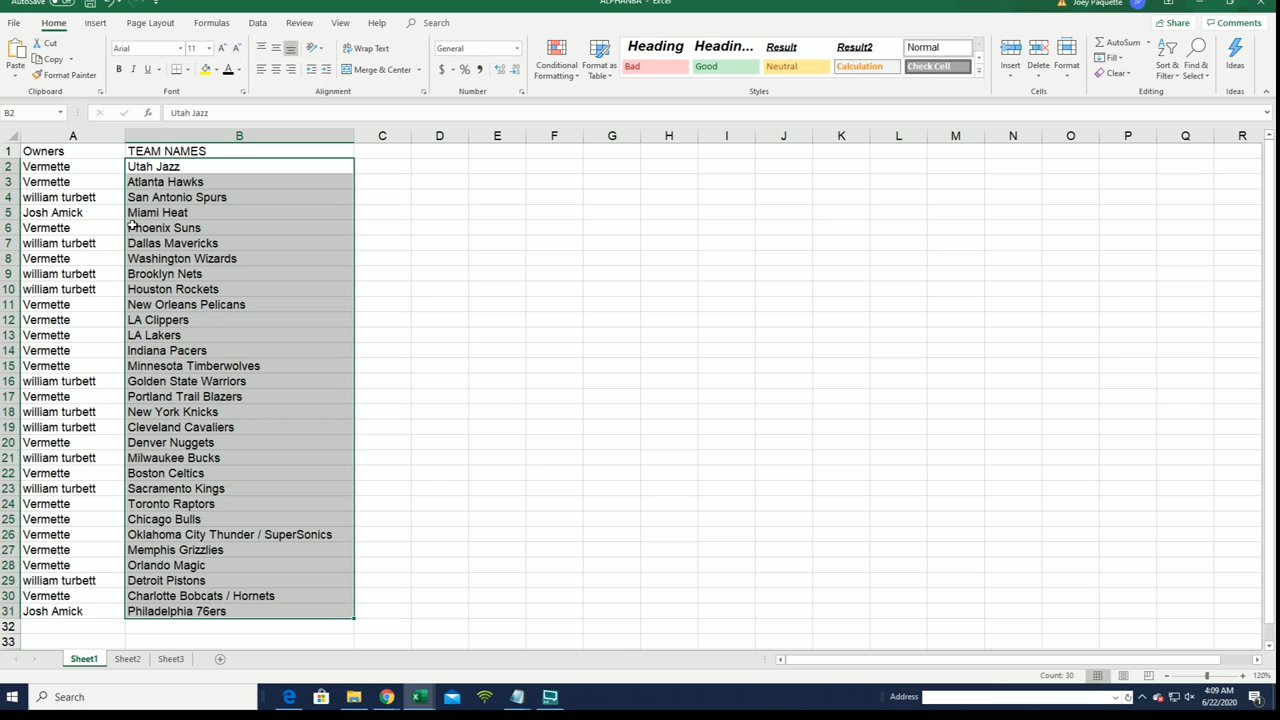 AutoSave
ALPHANBA - Excel
Joey Paquette
File Home Insert Page Layout Formulas Data Review View Help Search Share Comments
Paste Cut Copy Format Painter Clipboard
Arial 11 B I U A Font
Wrap Text Merge & Center Alignment
General $ % Number
Conditional Formatting Format as Table
Heading Headin... Result Result2 Normal
Bad Good Neutral Calculation Check Cell
Styles
Insert Delete Format Cells
AutoSum Fill Clear Sort & Filter Find & Select Editing
Ideas Ideas
B2 fx Utah Jazz
A B C D E F G H I J K L M N O P Q R
1 Owners TEAM NAMES
2 Vermette Utah Jazz
3 Vermette Atlanta Hawks
4 william turbett San Antonio Spurs
5 Josh Amick Miami Heat
6 Vermette Phoenix Suns
7 william turbett Dallas Mavericks
8 Vermette Washington Wizards
9 william turbett Brooklyn Nets
10 william turbett Houston Rockets
11 Vermette New Orleans Pelicans
12 Vermette LA Clippers
13 Vermette LA Lakers
14 Vermette Indiana Pacers
15 Vermette Minnesota Timberwolves
16 william turbett Golden State Warriors
17 Vermette Portland Trail Blazers
18 william turbett New York Knicks
19 william turbett Cleveland Cavaliers
20 Vermette Denver Nuggets
21 william turbett Milwaukee Bucks
22 Vermette Boston Celtics
23 william turbett Sacramento Kings
24 Vermette Toronto Raptors
25 Vermette Chicago Bulls
26 Vermette Oklahoma City Thunder / SuperSonics
27 Vermette Memphis Grizzlies
28 Vermette Orlando Magic
29 william turbett Detroit Pistons
30 Vermette Charlotte Bobcats / Hornets
31 Josh Amick Philadelphia 76ers
32
33
Sheet1 Sheet2 Sheet3
Count: 30 120%
Search Address 4:09 AM
6/22/2020